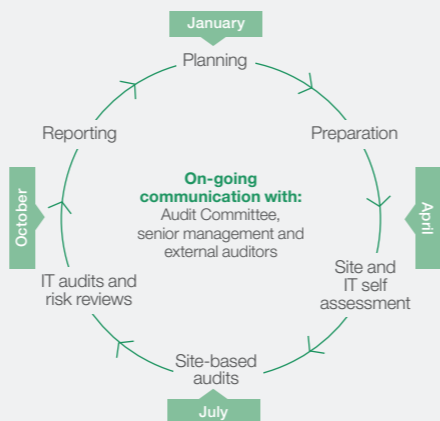 January
Planning
Preparation
April
Site and
IT self
assessment
Site-based
audits
July
IT audits and
risk reviews
October
Reporting
On-going
communication with:
Audit Committee,
senior management and
external auditors